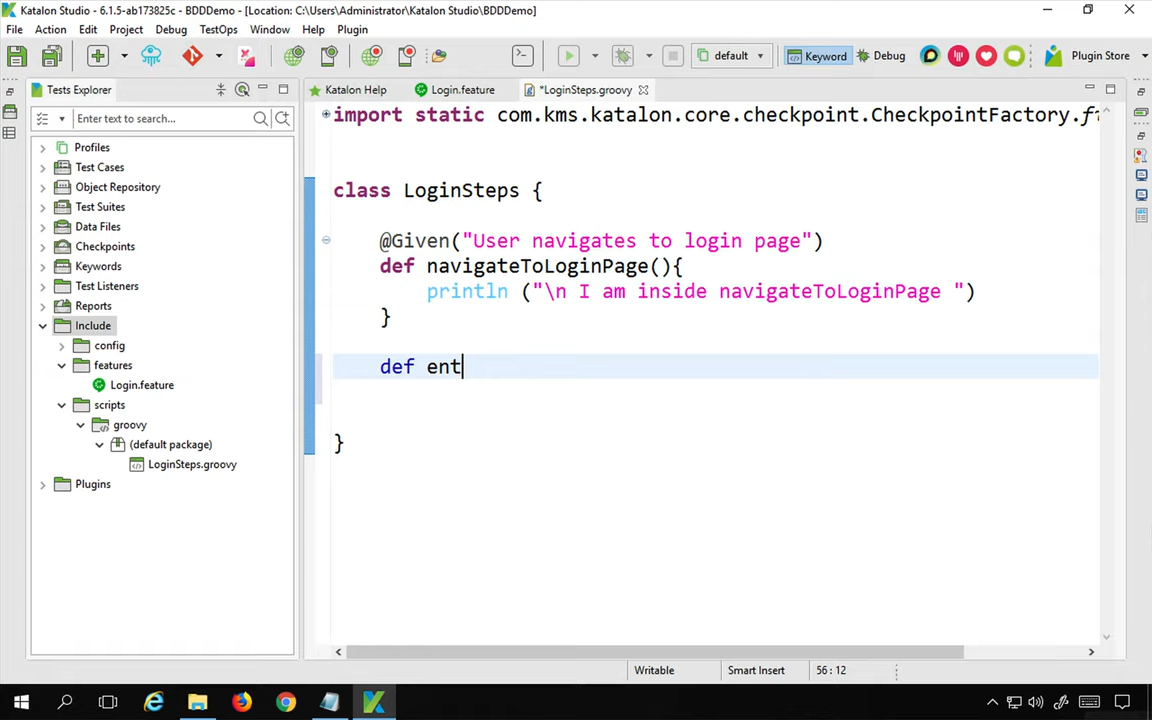 Katalon Studio - 6.1.5-ab173825c - BDDDemo - [Location: C:\Users\Administrator\Katalon Studio\BDDDemo]
File Action Edit Project Debug TestOps Window Help Plugin
default Keyword Debug Plugin Store
Tests Explorer
Katalon Help Login.feature *LoginSteps.groovy
Enter text to search...
Profiles
Test Cases
Object Repository
Test Suites
Data Files
Checkpoints
Keywords
Test Listeners
Reports
Include
config
features
Login.feature
scripts
groovy
(default package)
LoginSteps.groovy
Plugins
import static com.kms.katalon.core.checkpoint.CheckpointFactory.fi
class LoginSteps {
@Given("User navigates to login page")
def navigateToLoginPage(){
println ("\n I am inside navigateToLoginPage ")
}
def ent
}
Writable Smart Insert 56 : 12